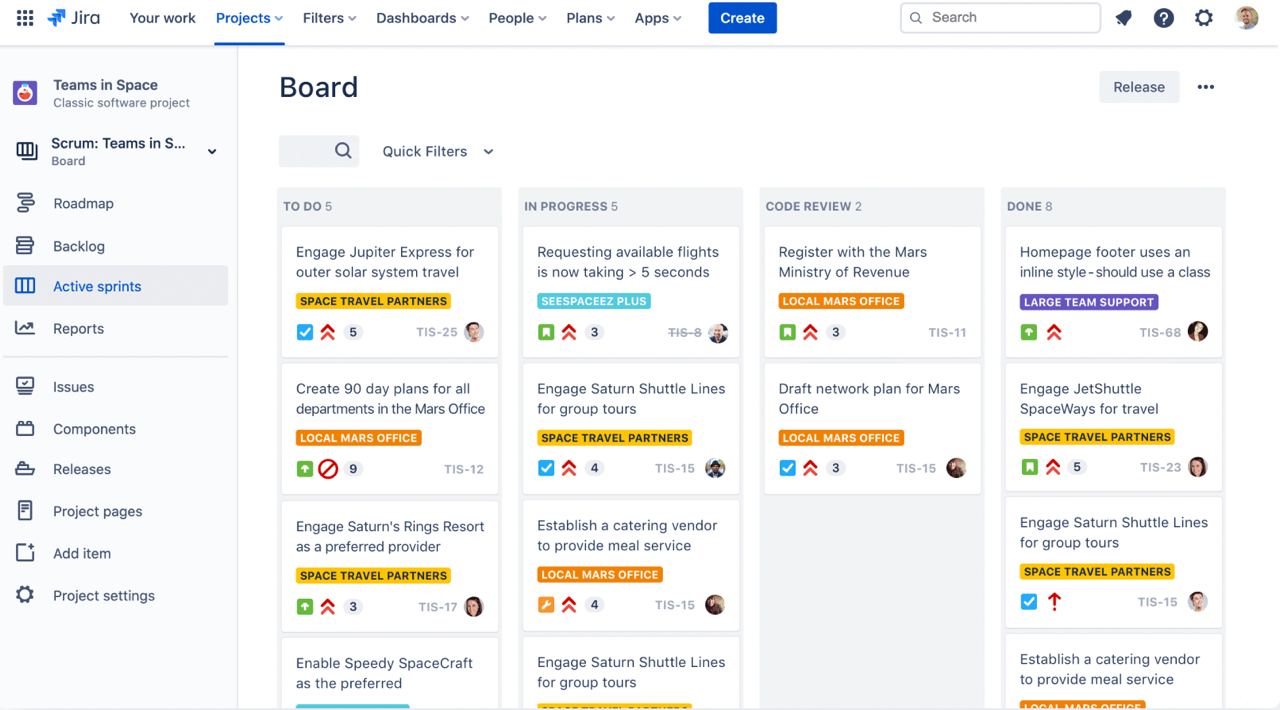 Jira Your work Projects Filters Dashboards People Plans Apps Create Search
Teams in Space
Classic software project
Scrum: Teams in S...
Board
Roadmap
Backlog
Active sprints
Reports
Issues
Components
Releases
Project pages
Add item
Project settings
Board
Release
Quick Filters
TO DO 5
Engage Jupiter Express for
outer solar system travel
SPACE TRAVEL PARTNERS
5 TIS-25
Create 90 day plans for all
departments in the Mars Office
LOCAL MARS OFFICE
9 TIS-12
Engage Saturn's Rings Resort
as a preferred provider
SPACE TRAVEL PARTNERS
3 TIS-17
Enable Speedy SpaceCraft
as the preferred
IN PROGRESS 5
Requesting available flights
is now taking > 5 seconds
SEESPACEEZ PLUS
3 TIS-8
Engage Saturn Shuttle Lines
for group tours
SPACE TRAVEL PARTNERS
4 TIS-15
Establish a catering vendor
to provide meal service
LOCAL MARS OFFICE
4 TIS-15
Engage Saturn Shuttle Lines
for group tours
SPACE TRAVEL PARTNERS
CODE REVIEW 2
Register with the Mars
Ministry of Revenue
LOCAL MARS OFFICE
3 TIS-11
Draft network plan for Mars
Office
LOCAL MARS OFFICE
3 TIS-15
DONE 8
Homepage footer uses an
inline style-should use a class
LARGE TEAM SUPPORT
TIS-68
Engage JetShuttle
SpaceWays for travel
SPACE TRAVEL PARTNERS
5 TIS-23
Engage Saturn Shuttle Lines
for group tours
SPACE TRAVEL PARTNERS
TIS-15
Establish a catering vendor
to provide meal service
LOCAL MARS OFFICE